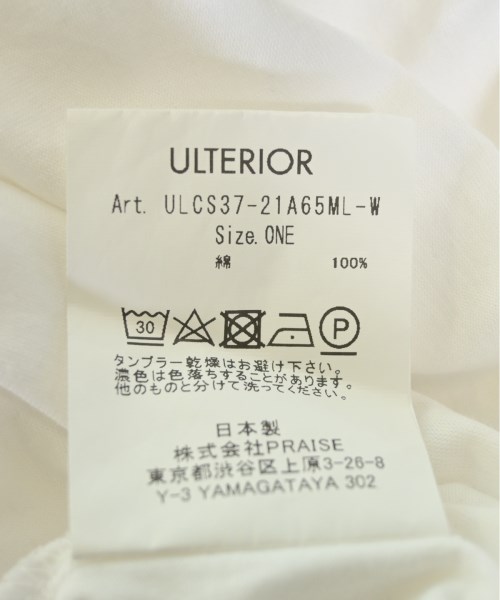 ULTERIOR
Art. ULCS37-21A65ML-W
Size.ONE
綿 100%
30 P
タンブラー乾燥はお避け下さい。
濃色は色落ちすることがあります。
他のものと分けて洗ってください。
日本製
株式会社PRAISE
東京都渋谷区上原3-26-8
Y-3 YAMAGATAYA 302